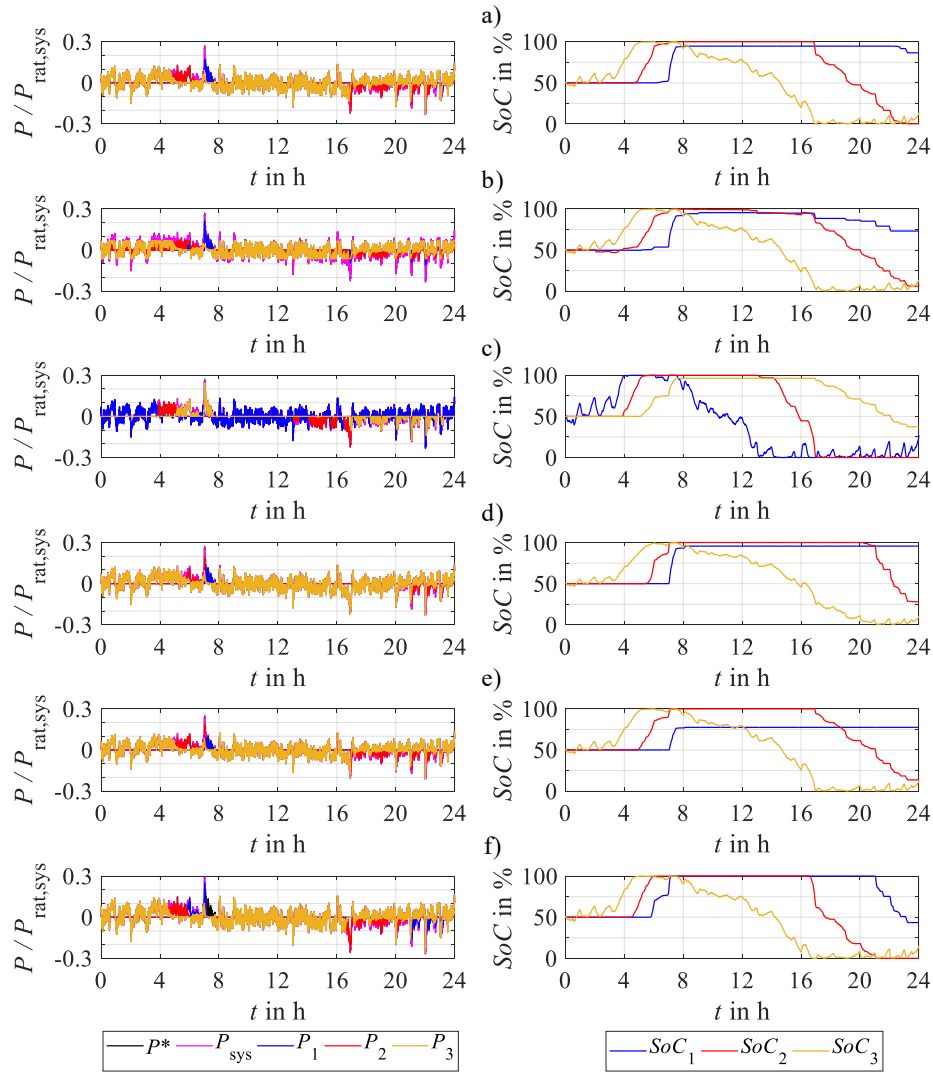 a)
P / P rat,sys
0.3
0
-0.3
0 4 8 12 16 20 24
t in h
SoC in %
100
50
0
0 4 8 12 16 20 24
t in h
b)
P / P rat,sys
0.3
0
-0.3
0 4 8 12 16 20 24
t in h
SoC in %
100
50
0
0 4 8 12 16 20 24
t in h
c)
P / P rat,sys
0.3
0
-0.3
0 4 8 12 16 20 24
t in h
SoC in %
100
50
0
0 4 8 12 16 20 24
t in h
d)
P / P rat,sys
0.3
0
-0.3
0 4 8 12 16 20 24
t in h
SoC in %
100
50
0
0 4 8 12 16 20 24
t in h
e)
P / P rat,sys
0.3
0
-0.3
0 4 8 12 16 20 24
t in h
SoC in %
100
50
0
0 4 8 12 16 20 24
t in h
f)
P / P rat,sys
0.3
0
-0.3
0 4 8 12 16 20 24
t in h
SoC in %
100
50
0
0 4 8 12 16 20 24
t in h
P* P sys P 1 P 2 P 3
SoC 1 SoC 2 SoC 3